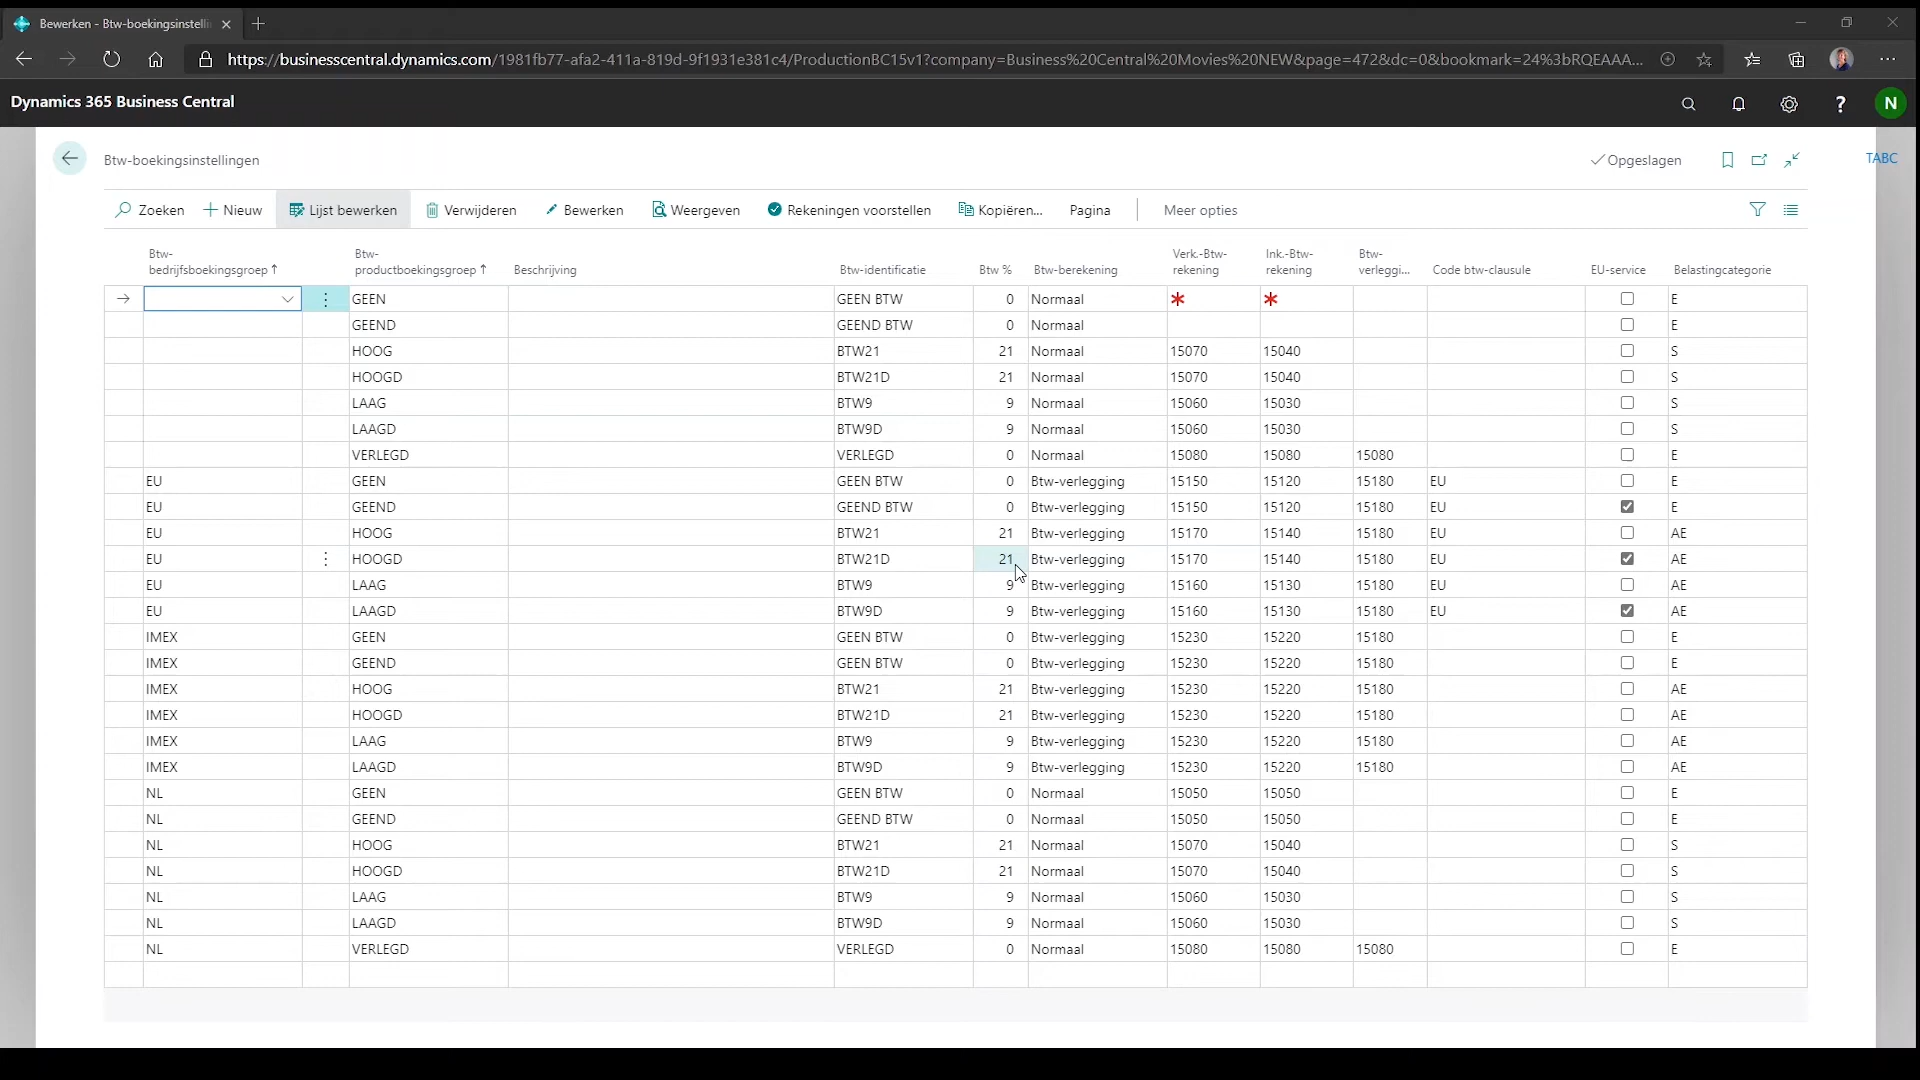 Bewerken - Btw-boekingsinstelli
https://businesscentral.dynamics.com/1981fb77-afa2-411a-819d-9f1931e381c4/ProductionBC15v1?company=Business%20Central%20Movies%20NEW&page=472&dc=0&bookmark=24%3bRQEAAA...
Dynamics 365 Business Central
? N
Btw-boekingsinstellingen Opgeslagen TABC
Zoeken Nieuw Lijst bewerken Verwijderen Bewerken Weergeven Rekeningen voorstellen Kopiëren... Pagina Meer opties
Btw- Btw- Verk.-Btw- Ink.-Btw- Btw-
bedrijfsboekingsgroep ↑ productboekingsgroep ↑ Beschrijving Btw-identificatie Btw % Btw-berekening rekening rekening verleggi... Code btw-clausule EU-service Belastingcategorie
→ GEEN GEEN BTW 0 Normaal * * E
GEEND GEEND BTW 0 Normaal E
HOOG BTW21 21 Normaal 15070 15040 S
HOOGD BTW21D 21 Normaal 15070 15040 S
LAAG BTW9 9 Normaal 15060 15030 S
LAAGD BTW9D 9 Normaal 15060 15030 S
VERLEGD VERLEGD 0 Normaal 15080 15080 15080 E
EU GEEN GEEN BTW 0 Btw-verlegging 15150 15120 15180 EU E
EU GEEND GEEND BTW 0 Btw-verlegging 15150 15120 15180 EU E
EU HOOG BTW21 21 Btw-verlegging 15170 15140 15180 EU AE
EU HOOGD BTW21D 21 Btw-verlegging 15170 15140 15180 EU AE
EU LAAG BTW9 9 Btw-verlegging 15160 15130 15180 EU AE
EU LAAGD BTW9D 9 Btw-verlegging 15160 15130 15180 EU AE
IMEX GEEN GEEN BTW 0 Btw-verlegging 15230 15220 15180 E
IMEX GEEND GEEN BTW 0 Btw-verlegging 15230 15220 15180 E
IMEX HOOG BTW21 21 Btw-verlegging 15230 15220 15180 AE
IMEX HOOGD BTW21D 21 Btw-verlegging 15230 15220 15180 AE
IMEX LAAG BTW9 9 Btw-verlegging 15230 15220 15180 AE
IMEX LAAGD BTW9D 9 Btw-verlegging 15230 15220 15180 AE
NL GEEN GEEN BTW 0 Normaal 15050 15050 E
NL GEEND GEEND BTW 0 Normaal 15050 15050 E
NL HOOG BTW21 21 Normaal 15070 15040 S
NL HOOGD BTW21D 21 Normaal 15070 15040 S
NL LAAG BTW9 9 Normaal 15060 15030 S
NL LAAGD BTW9D 9 Normaal 15060 15030 S
NL VERLEGD VERLEGD 0 Normaal 15080 15080 15080 E